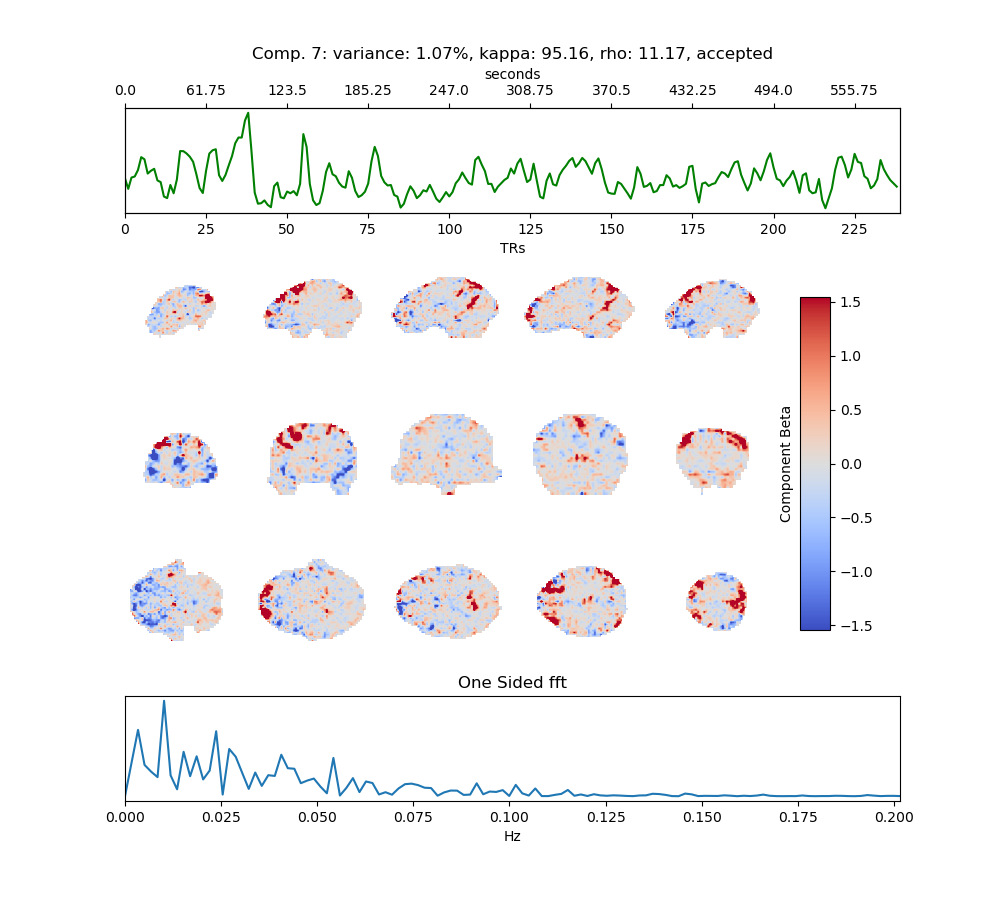 Comp. 7: variance: 1.07%, kappa: 95.16, rho: 11.17, accepted
seconds
0.0 61.75 123.5 185.25 247.0 308.75 370.5 432.25 494.0 555.75
0 25 50 75 100 125 150 175 200 225
TRs
1.5
1.0
0.5
0.0
−0.5
−1.0
−1.5
Component Beta
One Sided fft
0.000 0.025 0.050 0.075 0.100 0.125 0.150 0.175 0.200
Hz